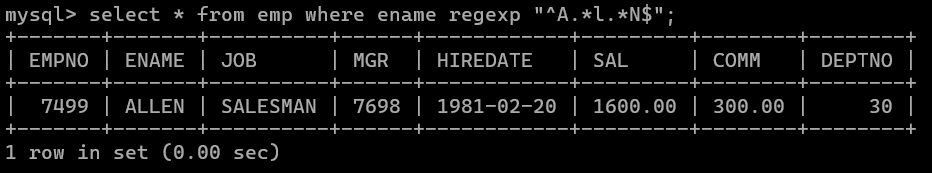 mysql> select * from emp where ename regexp "^A.*l.*N$";
+-------+-------+----------+------+------------+---------+--------+--------+
| EMPNO | ENAME | JOB      | MGR  | HIREDATE   | SAL     | COMM   | DEPTNO |
+-------+-------+----------+------+------------+---------+--------+--------+
|  7499 | ALLEN | SALESMAN | 7698 | 1981-02-20 | 1600.00 | 300.00 |     30 |
+-------+-------+----------+------+------------+---------+--------+--------+
1 row in set (0.00 sec)